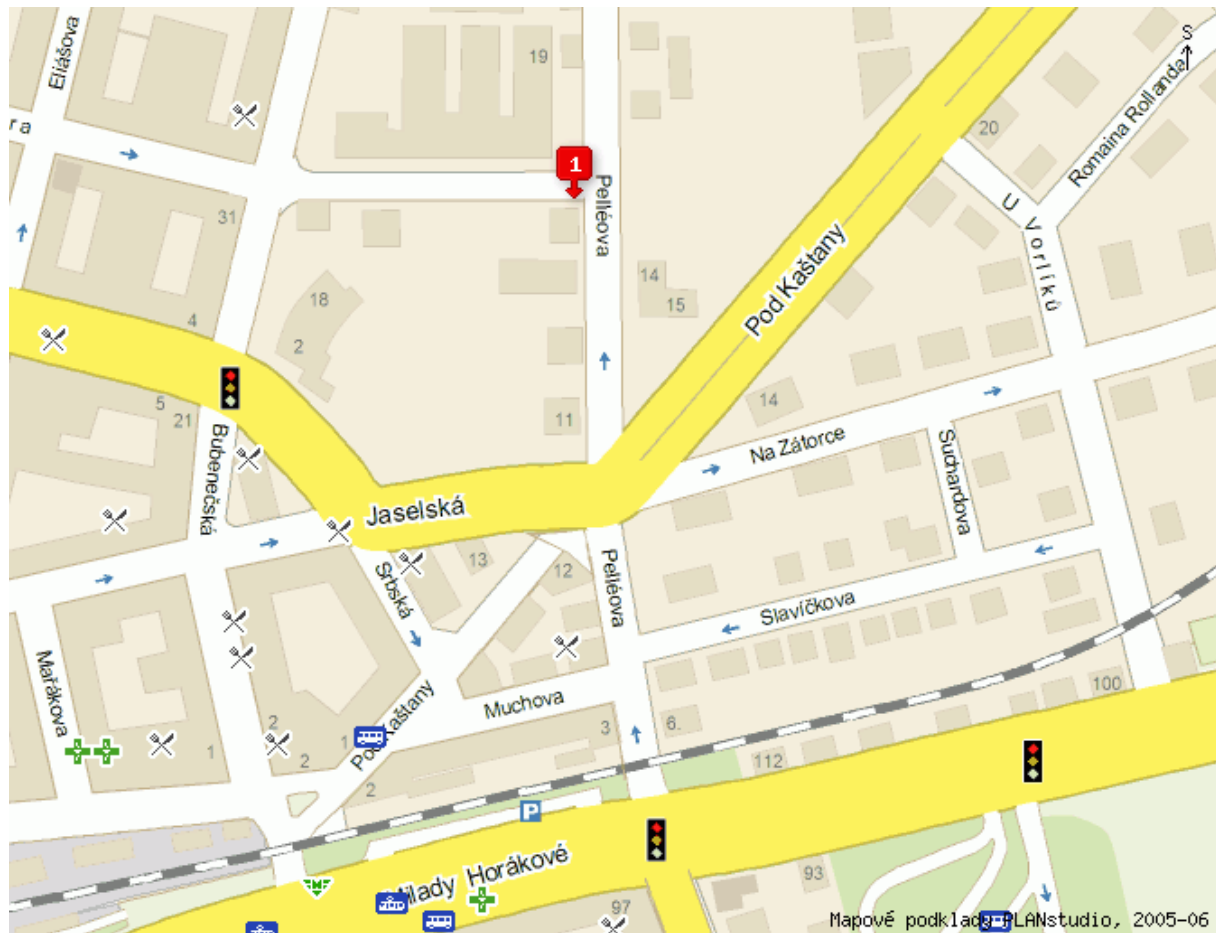 Eliášova
19
S
ra
20
Romaina Rollanda
1
Pelléova
U Vorlíků
31
Pod Kaštany
14
15
18
4
2
5
21
11
14
Bubenečská
Na Zátorce
Suchardova
Jaselská
13
12
Srbská
Pelléova
Slavíčkova
Mařákova
Pod Kaštany
Muchova
100
2
1
1
2
3
6.
112
2
P
Milady Horákové
93
97
Mapové podklady PLANstudio, 2005-06